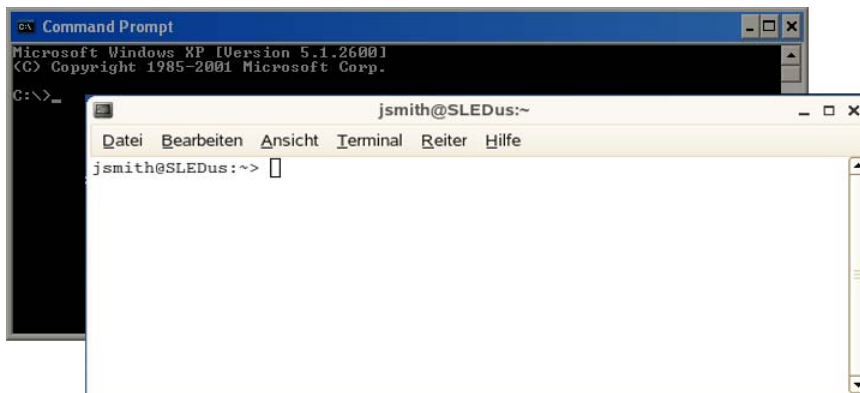 Command Prompt
Microsoft Windows XP [Version 5.1.2600]
(C) Copyright 1985-2001 Microsoft Corp.
C:\>_
jsmith@SLEDus:~
Datei Bearbeiten Ansicht Terminal Reiter Hilfe
jsmith@SLEDus:~>